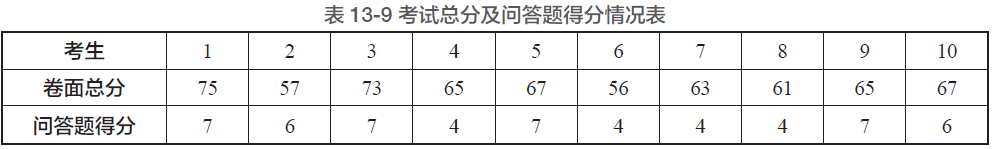 表 13-9 考试总分及问答题得分情况表
考生 1 2 3 4 5 6 7 8 9 10
卷面总分 75 57 73 65 67 56 63 61 65 67
问答题得分 7 6 7 4 7 4 4 4 7 6